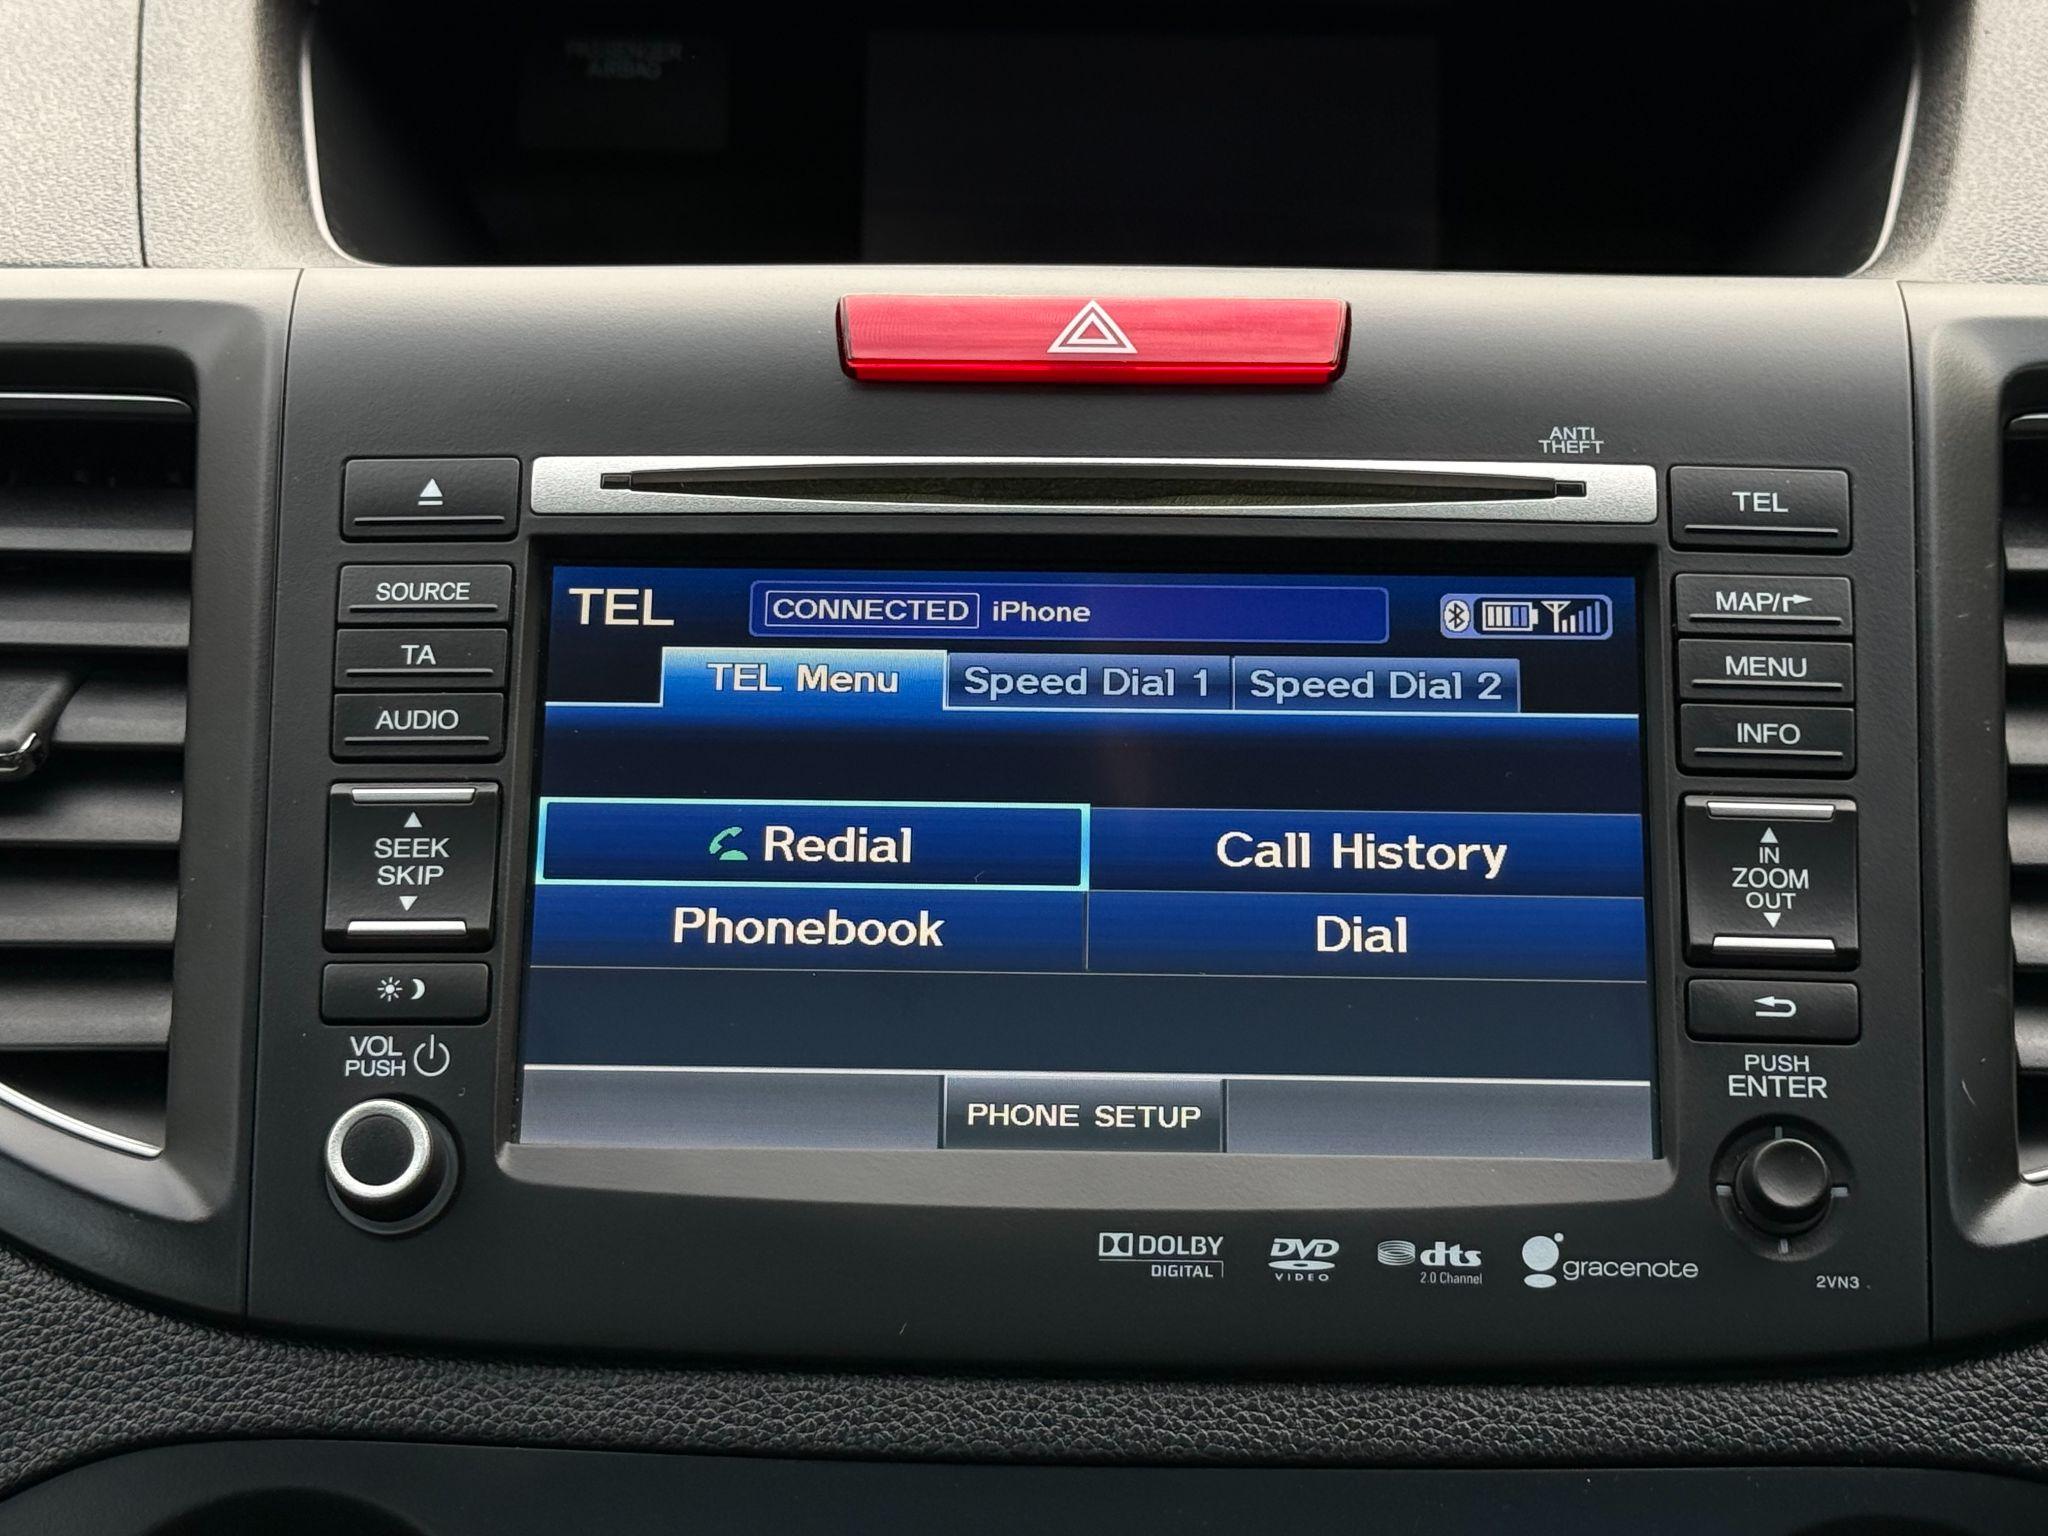 PASSENGER
AIRBAG
ANTI
THEFT
TEL
SOURCE
TA
AUDIO
SEEK
SKIP
VOL
PUSH
TEL
CONNECTED iPhone
TEL Menu
Speed Dial 1
Speed Dial 2
Redial
Call History
Phonebook
Dial
PHONE SETUP
MAP/
MENU
INFO
IN
ZOOM
OUT
PUSH
ENTER
DOLBY
DIGITAL
DVD
VIDEO
dts
2.0 Channel
gracenote
2VN3